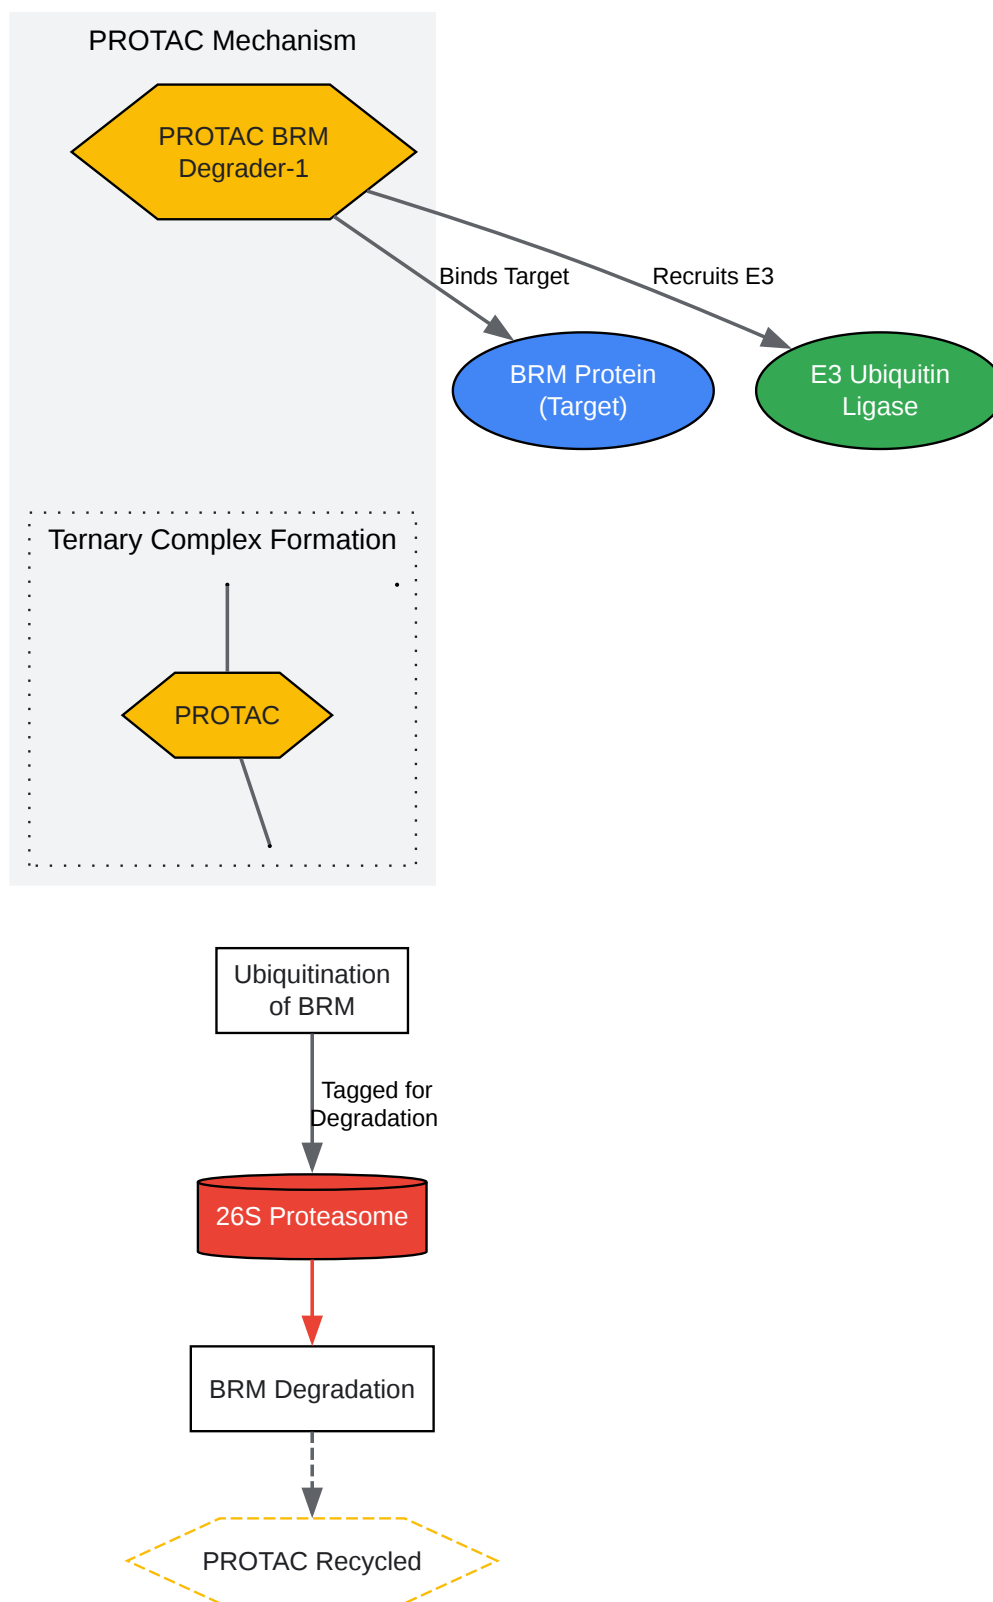 PROTAC Mechanism
PROTAC BRM
Degrader-1
Binds Target
Recruits E3
BRM Protein
(Target)
E3 Ubiquitin
Ligase
Ternary Complex Formation
PROTAC
Ubiquitination
of BRM
Tagged for
Degradation
26S Proteasome
BRM Degradation
PROTAC Recycled